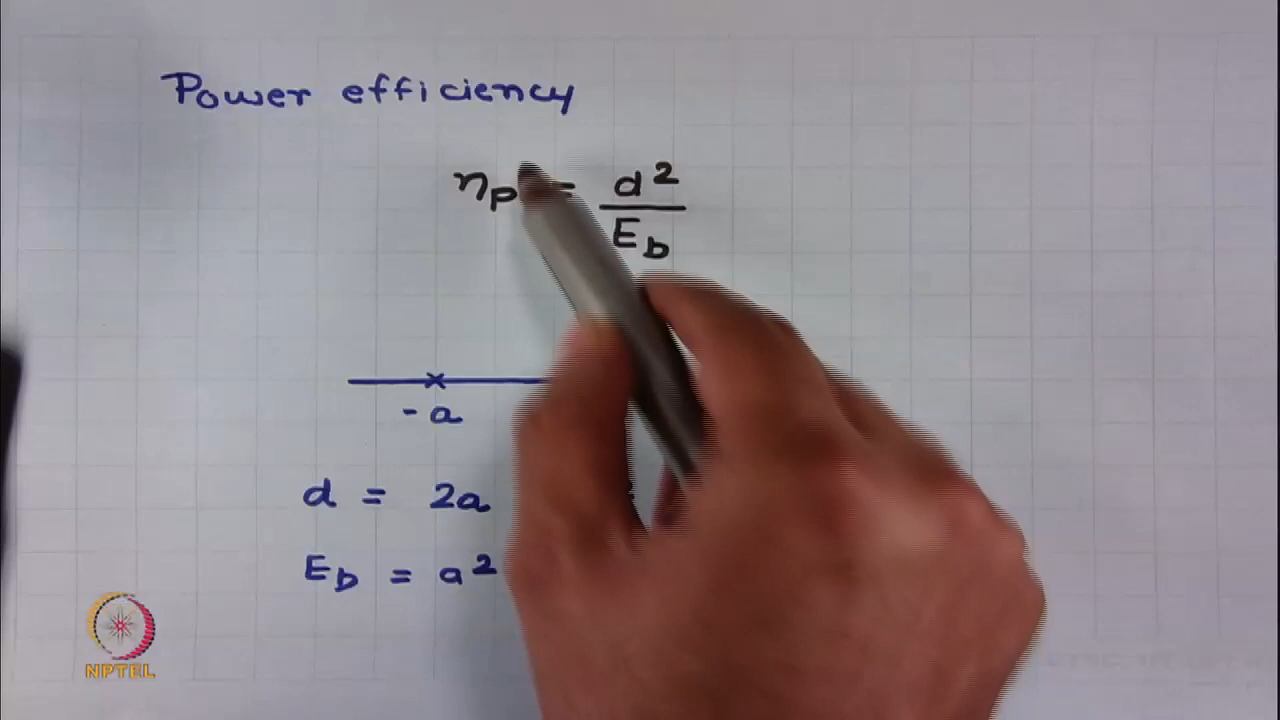 Power efficiency
ηp = d²
Eb
-a
d = 2a
Eb = a²
NPTEL